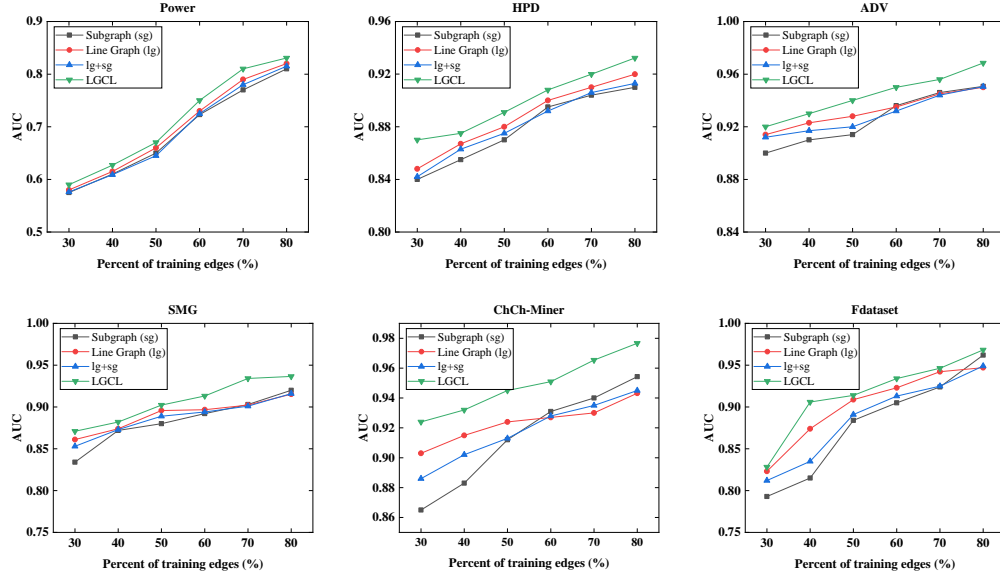 Power
0.9
0.8
0.7
0.6
0.5
AUC
Subgraph (sg)
Line Graph (lg)
lg+sg
LGCL
30 40 50 60 70 80
Percent of training edges (%)
HPD
0.96
0.92
0.88
0.84
0.80
AUC
Subgraph (sg)
Line Graph (lg)
lg+sg
LGCL
30 40 50 60 70 80
Percent of training edges (%)
ADV
1.00
0.96
0.92
0.88
0.84
AUC
Subgraph (sg)
Line Graph (lg)
lg+sg
LGCL
30 40 50 60 70 80
Percent of training edges (%)
SMG
1.00
0.95
0.90
0.85
0.80
0.75
AUC
Subgraph (sg)
Line Graph (lg)
lg+sg
LGCL
30 40 50 60 70 80
Percent of training edges (%)
ChCh-Miner
0.98
0.96
0.94
0.92
0.90
0.88
0.86
AUC
Subgraph (sg)
Line Graph (lg)
lg+sg
LGCL
30 40 50 60 70 80
Percent of training edges (%)
Fdataset
1.00
0.95
0.90
0.85
0.80
0.75
AUC
Subgraph (sg)
Line Graph (lg)
lg+sg
LGCL
30 40 50 60 70 80
Percent of training edges (%)